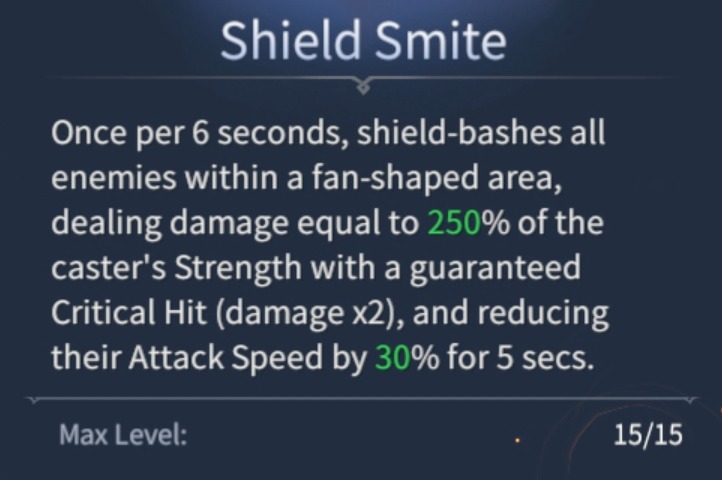 Shield Smite
Once per 6 seconds, shield-bashes all
enemies within a fan-shaped area,
dealing damage equal to 250% of the
caster's Strength with a guaranteed
Critical Hit (damage x2), and reducing
their Attack Speed by 30% for 5 secs.
Max Level: 15/15